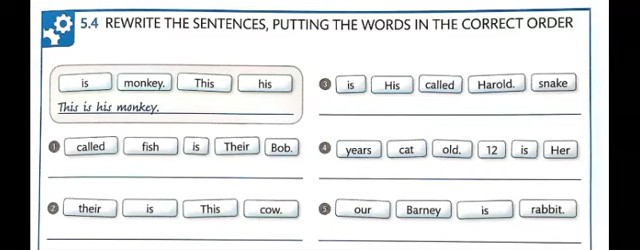 5.4 REWRITE THE SENTENCES, PUTTING THE WORDS IN THE CORRECT ORDER
is monkey. This his
This is his monkey.
1 called fish is Their Bob.
2 their is This cow.
3 is His called Harold. snake
4 years cat old. 12 is Her
5 our Barney is rabbit.